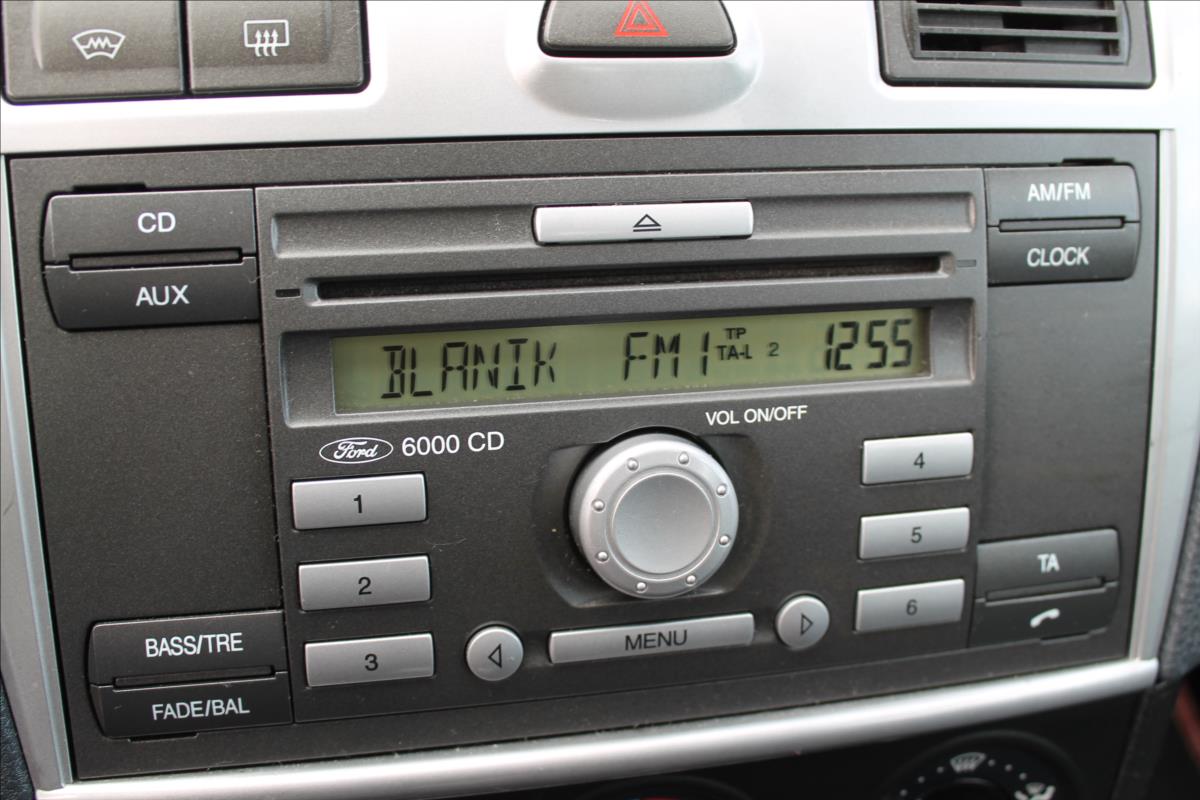 CD
AUX
AM/FM
CLOCK
BLANIK FM1 TP TA-L 2 1255
VOL ON/OFF
Ford 6000 CD
1
2
3
4
5
6
TA
MENU
BASS/TRE
FADE/BAL